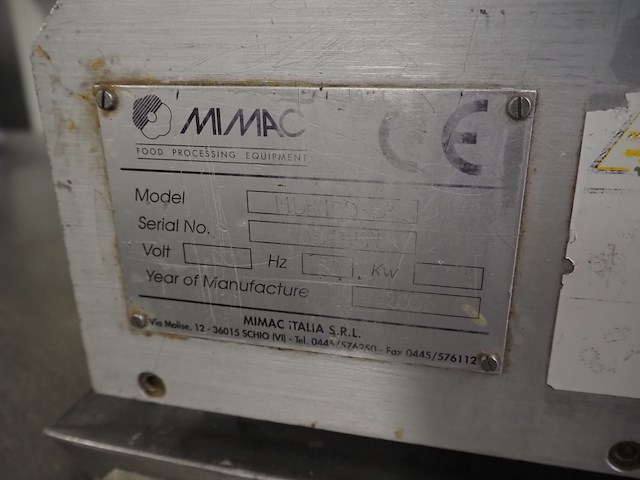 MIMAC
CE
FOOD PROCESSING EQUIPMENT
Model
Serial No.
Volt Hz Kw
Year of Manufacture
MIMAC ITALIA S.R.L.
Via Molise, 12 - 36015 SCHIO (VI) - Tel. 0445/576250 - Fax 0445/576112